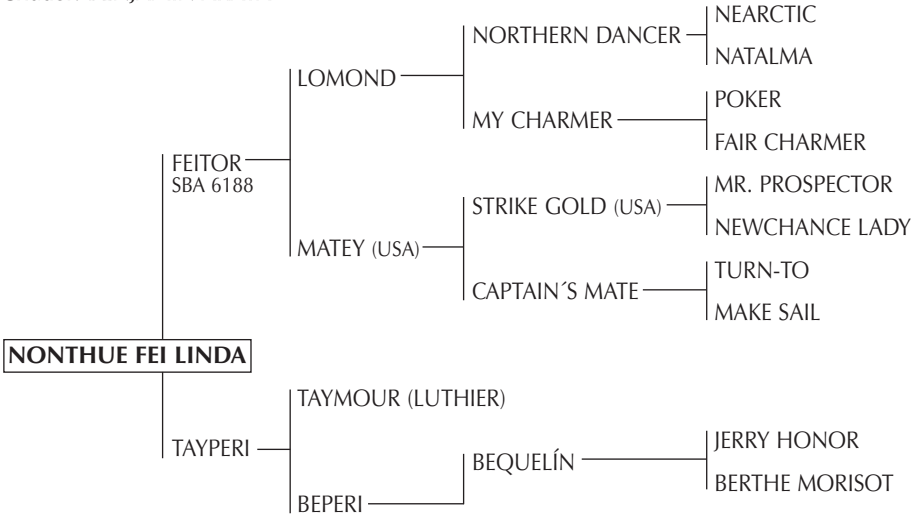 NEARCTIC
NORTHERN DANCER
NATALMA
LOMOND
POKER
MY CHARMER
FAIR CHARMER
FEITOR
SBA 6188
MR. PROSPECTOR
STRIKE GOLD (USA)
NEWCHANCE LADY
MATEY (USA)
TURN-TO
CAPTAIN´S MATE
MAKE SAIL
NONTHUE FEI LINDA
TAYMOUR (LUTHIER)
TAYPERI
JERRY HONOR
BEQUELÍN
BERTHE MORISOT
BEPERI